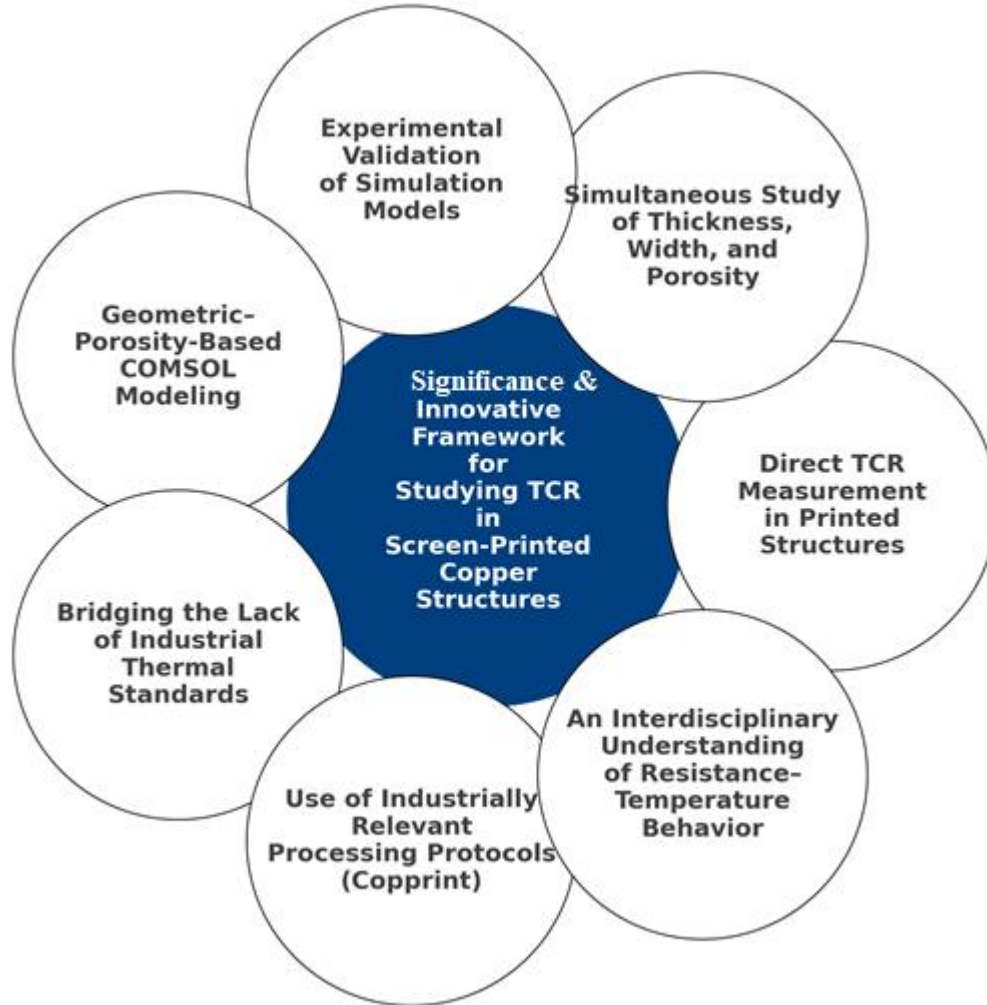 Experimental
Validation
of Simulation
Models
Simultaneous Study
of Thickness,
Width, and
Porosity
Geometric–
Porosity-Based
COMSOL
Modeling
Significance &
Innovative
Framework
for
Studying TCR
in
Screen-Printed
Copper
Structures
Direct TCR
Measurement
in Printed
Structures
Bridging the Lack
of Industrial
Thermal
Standards
An Interdisciplinary
Understanding
of Resistance–
Temperature
Behavior
Use of Industrially
Relevant
Processing Protocols
(Copprint)